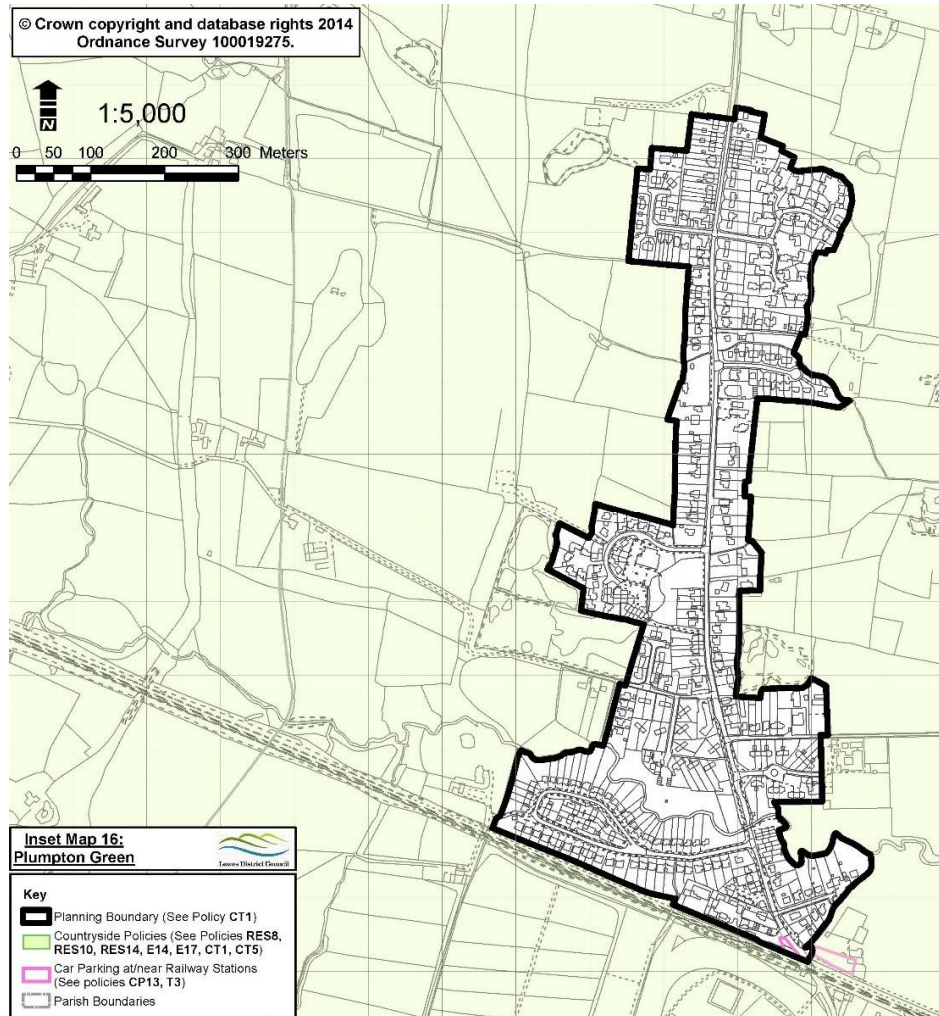 © Crown copyright and database rights 2014
Ordnance Survey 100019275.
N
1:5,000
0 50 100 200 300 Meters
Inset Map 16:
Plumpton Green
Lewes District Council
Key
Planning Boundary (See Policy CT1)
Countryside Policies (See Policies RES8,
RES10, RES14, E14, E17, CT1, CT5)
Car Parking at/near Railway Stations
(See policies CP13, T3)
Parish Boundaries